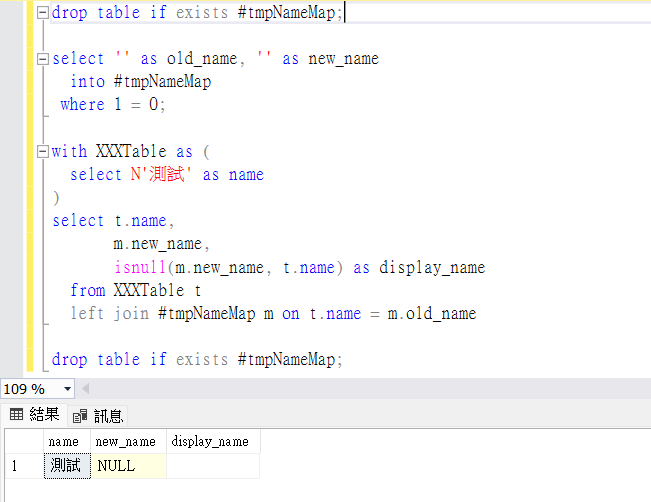 drop table if exists #tmpNameMap;
select '' as old_name, '' as new_name
into #tmpNameMap
where 1 = 0;
with XXXTable as (
select N'測試' as name
)
select t.name,
m.new_name,
isnull(m.new_name, t.name) as display_name
from XXXTable t
left join #tmpNameMap m on t.name = m.old_name
drop table if exists #tmpNameMap;
109 %
結果 訊息
name new_name display_name
1 測試 NULL